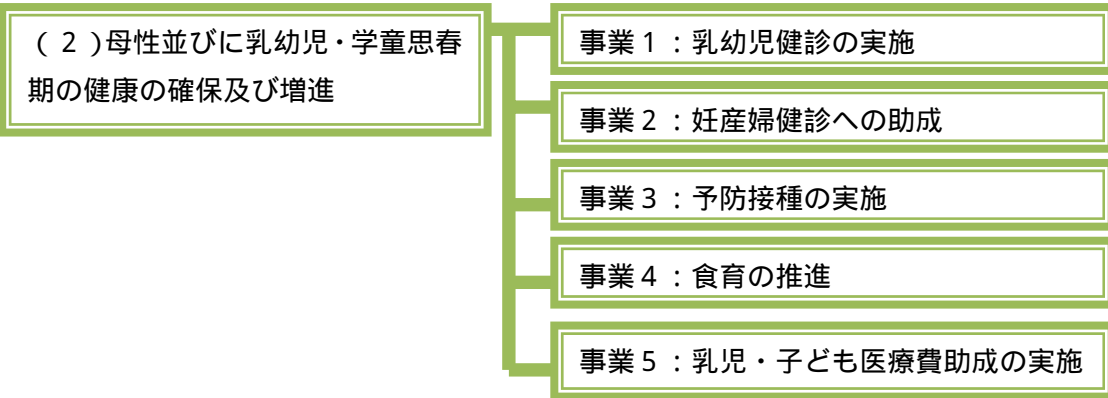 (2)母性並びに乳幼児・学童思春
期の健康の確保及び増進
事業1:乳幼児健診の実施
事業2:妊産婦健診への助成
事業3:予防接種の実施
事業4:食育の推進
事業5:乳児・子ども医療費助成の実施